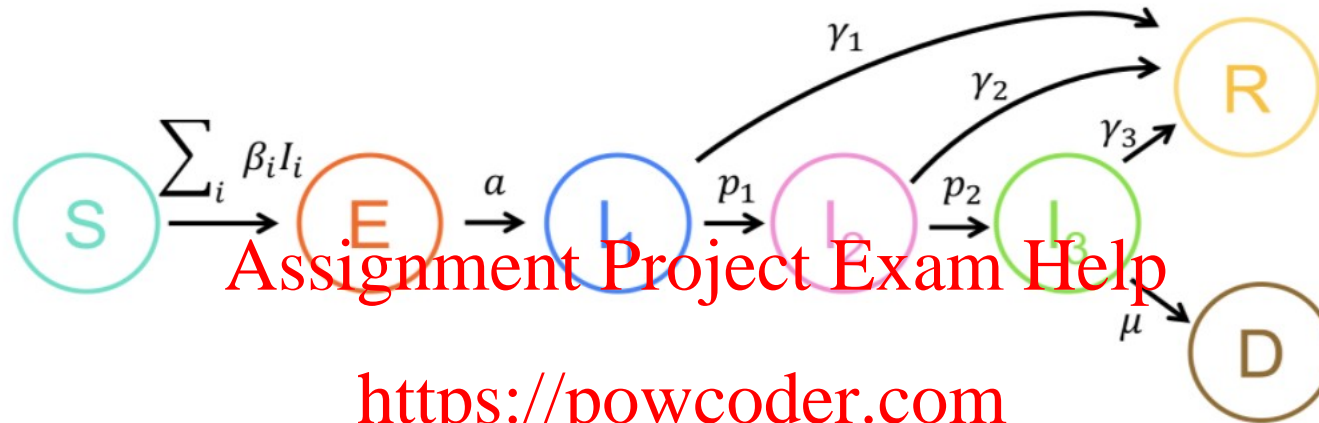 γ₁
γ₂
R
∑ᵢ βᵢIᵢ
γ₃
S
E
a
I₁
p₁
I₂
p₂
I₃
Assignment Project Exam Help
μ
D
https://powcoder.com